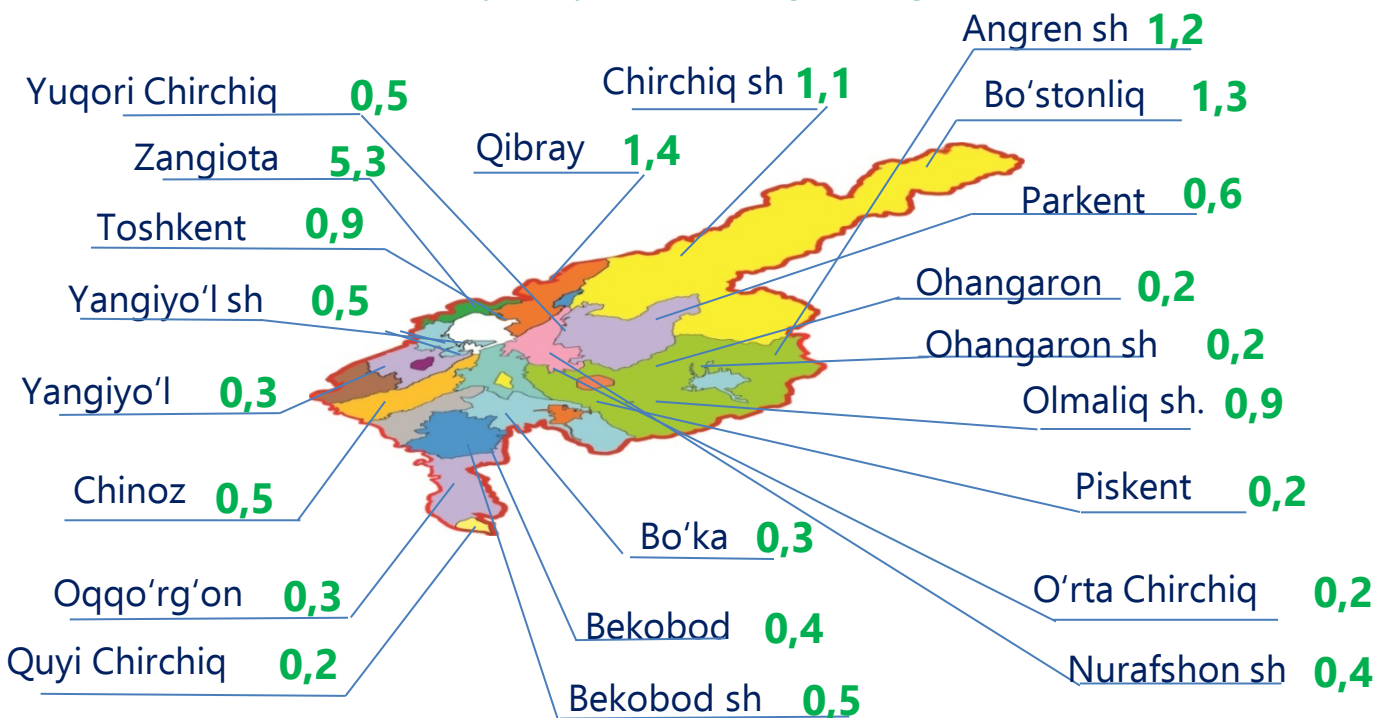 Angren sh 1,2
Yuqori Chirchiq 0,5
Chirchiq sh 1,1
Bo‘stonliq 1,3
Zangiota 5,3
Qibray 1,4
Parkent 0,6
Toshkent 0,9
Ohangaron 0,2
Yangiyo‘l sh 0,5
Ohangaron sh 0,2
Yangiyo‘l 0,3
Olmaliq sh. 0,9
Chinoz 0,5
Piskent 0,2
Bo‘ka 0,3
Oqqo‘rg‘on 0,3
O‘rta Chirchiq 0,2
Bekobod 0,4
Quyi Chirchiq 0,2
Nurafshon sh 0,4
Bekobod sh 0,5